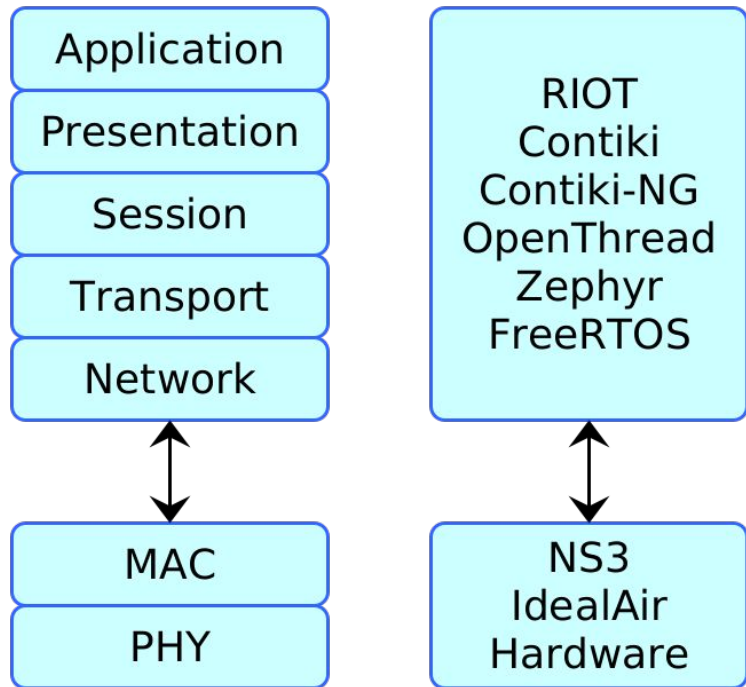 Application
Presentation
Session
Transport
Network
MAC
PHY
RIOT
Contiki
Contiki-NG
OpenThread
Zephyr
FreeRTOS
NS3
IdealAir
Hardware